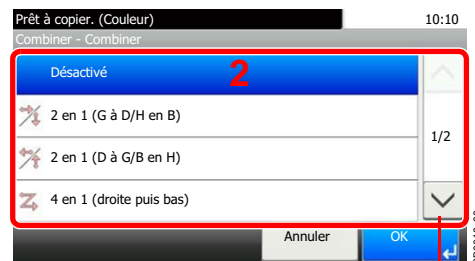 Prêt à copier. (Couleur) 10:10
Combiner - Combiner
Désactivé 2
2 en 1 (G à D/H en B)
1/2
2 en 1 (D à G/B en H)
4 en 1 (droite puis bas)
Annuler OK